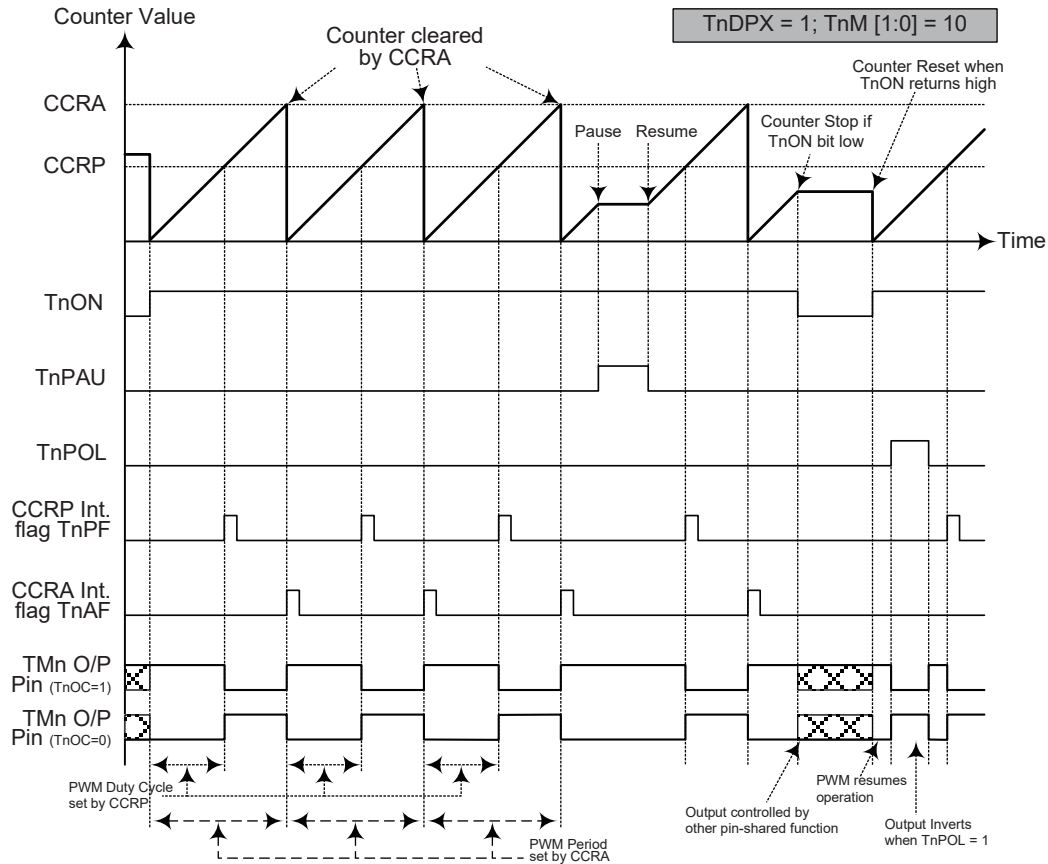 Counter Value
TnDPX = 1; TnM [1:0] = 10
Counter cleared
by CCRA
Counter Reset when
TnON returns high
CCRA
Pause
Resume
Counter Stop if
TnON bit low
CCRP
Time
TnON
TnPAU
TnPOL
CCRP Int.
flag TnPF
CCRA Int.
flag TnAF
TMn O/P
Pin (TnOC=1)
TMn O/P
Pin (TnOC=0)
PWM Duty Cycle
set by CCRP
PWM Period
set by CCRA
Output controlled by
other pin-shared function
PWM resumes
operation
Output Inverts
when TnPOL = 1